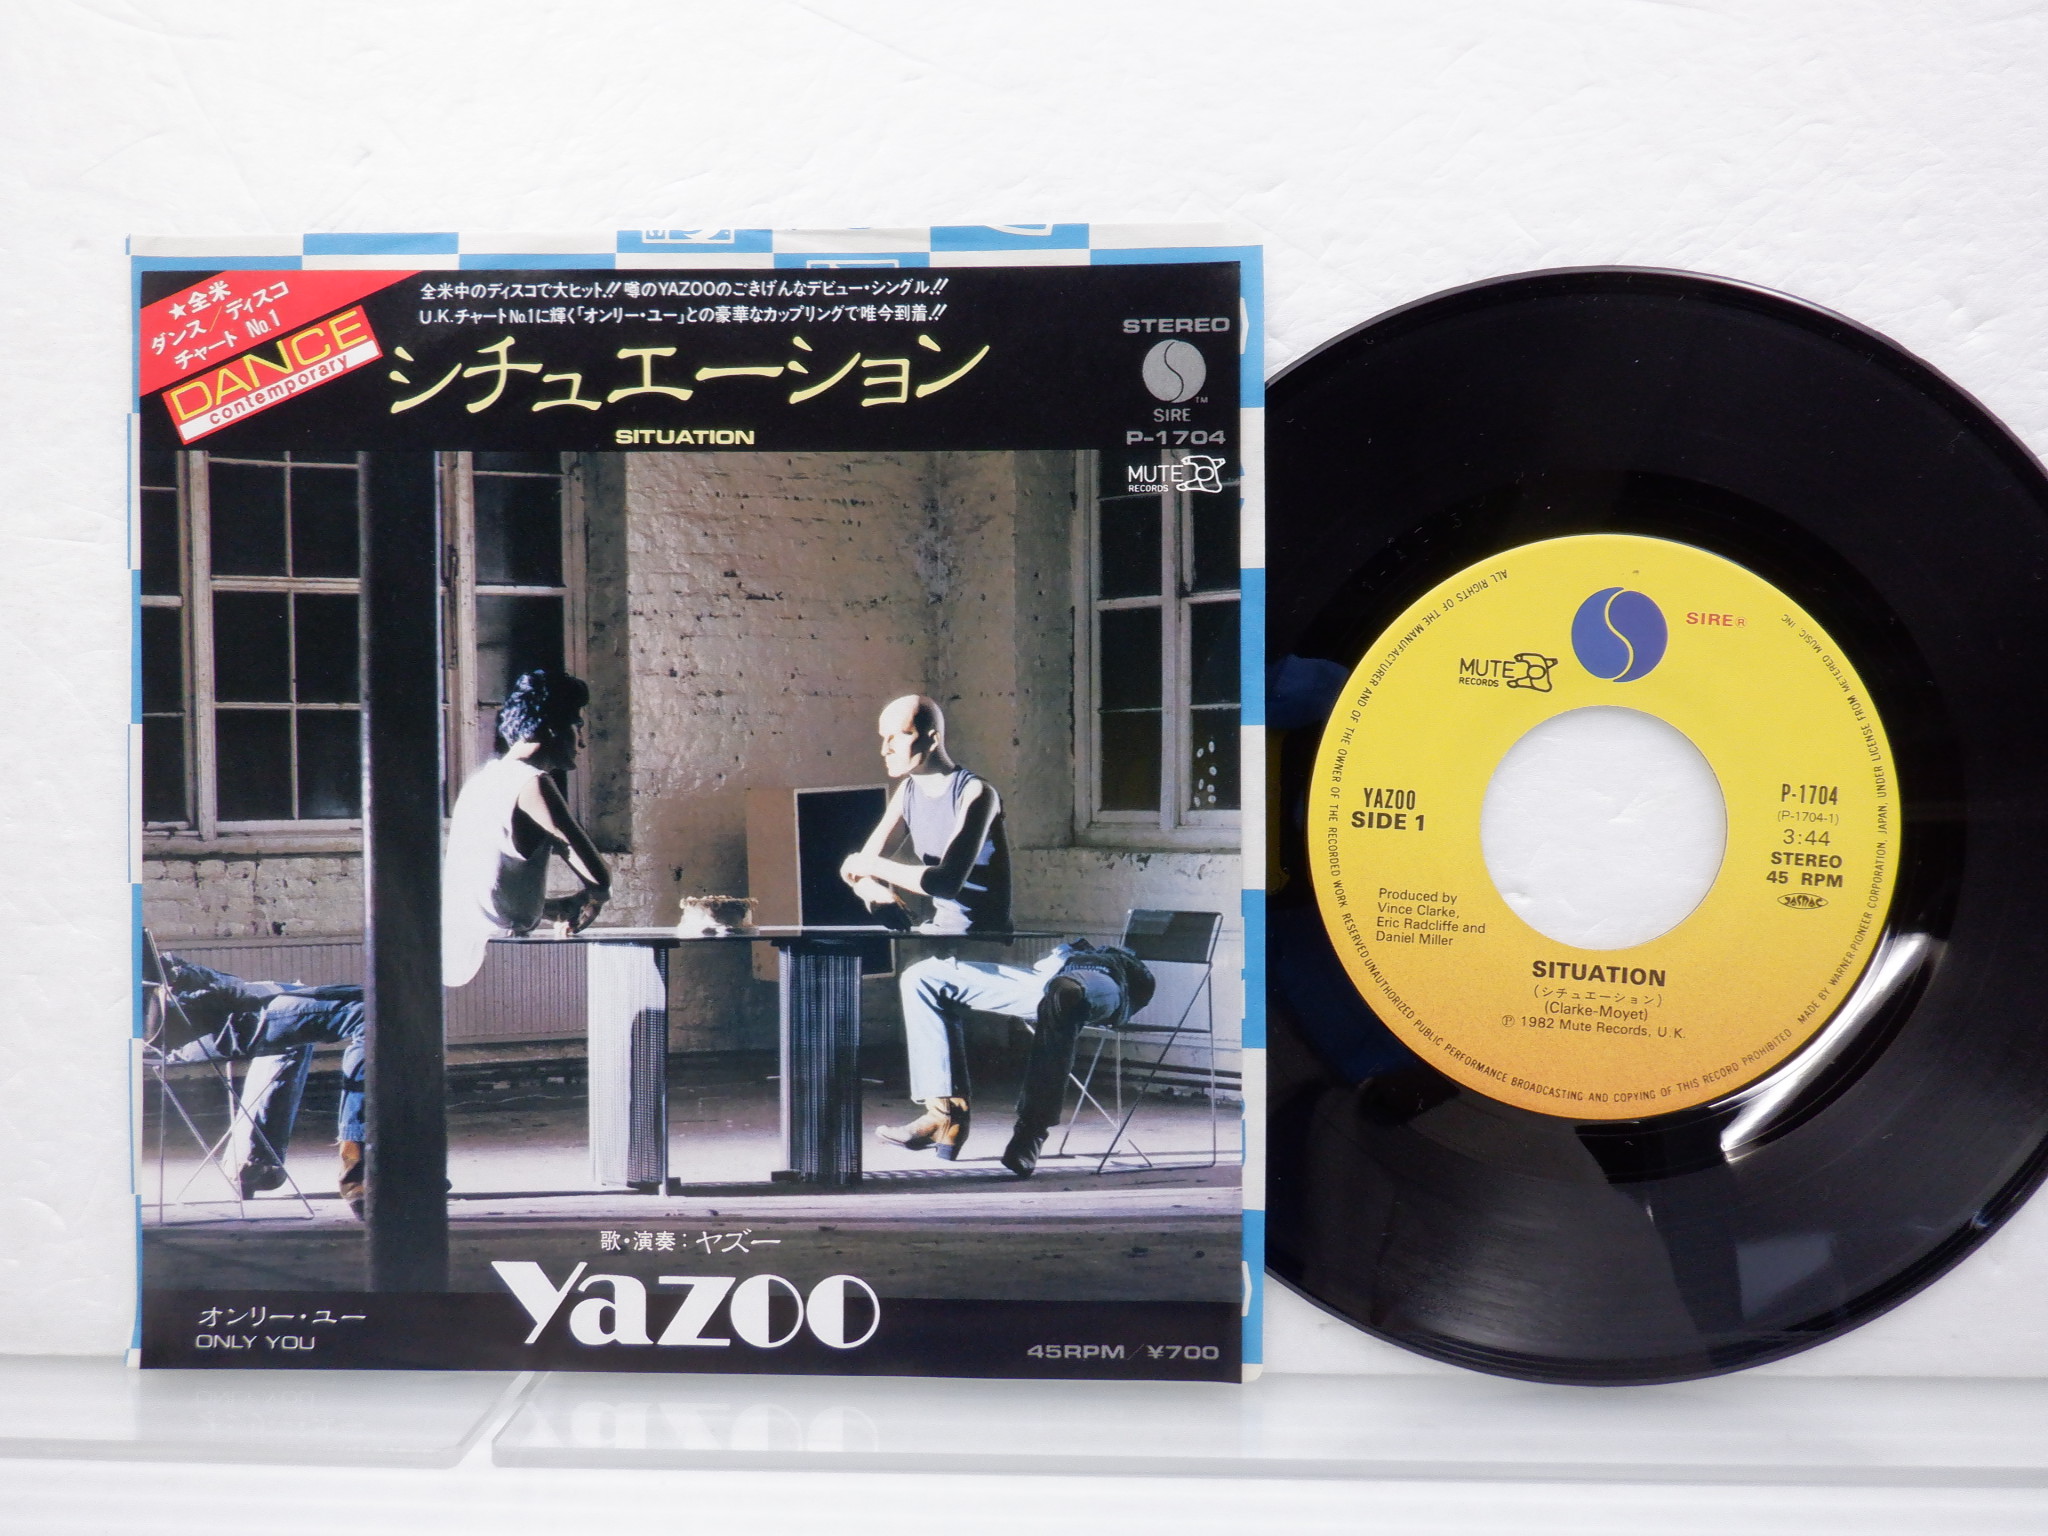 ★全米
ダンス/ディスコ
チャート No.1
DANCE
contemporary
全米中のディスコで大ヒット!! 噂のYAZOOのごきげんなデビュー・シングル!!
U.K.チャートNo.1に輝く「オンリー・ユー」との豪華なカップリングで唯今到着!!
シチュエーション
SITUATION
STEREO
SIRE
TM
P-1704
MUTE
RECORDS
歌・演奏:ヤズー
yazoo
オンリー・ユー
ONLY YOU
45RPM/¥700
SIRE®
MUTE
RECORDS
YAZOO
SIDE 1
P-1704
(P-1704-1)
3:44
STEREO
45 RPM
JASRAC
Produced by
Vince Clarke,
Eric Radcliffe and
Daniel Miller
SITUATION
(シチュエーション)
(Clarke-Moyet)
℗ 1982 Mute Records, U.K.
ALL RIGHTS OF THE MANUFACTURER AND OF THE OWNER OF THE RECORDED WORK RESERVED UNAUTHORIZED PUBLIC PERFORMANCE BROADCASTING AND COPYING OF THIS RECORD PROHIBITED MADE BY WARNER-PIONEER CORPORATION, JAPAN, UNDER LICENSE FROM METERED MUSIC, INC.